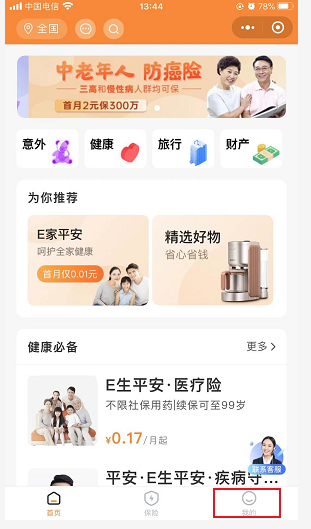 中国电信
13:44
78%
全国
中老年人 防癌险
三高和慢性病人群均可保
首月2元保300万
意外
健康
旅行
财产
为你推荐
E家平安
呵护全家健康
首月仅0.01元
精选好物
省心省钱
健康必备
更多
E生平安·医疗险
不限社保用药|续保可至99岁
¥0.17/月起
联系客服
平安·E生平安·疾病守…
首页
保险
我的